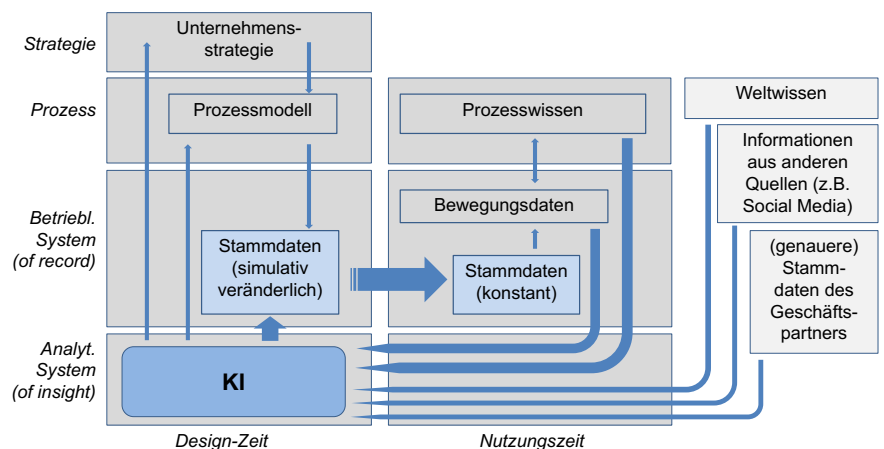 Strategie
Unternehmens-
strategie
Prozess
Prozessmodell
Prozesswissen
Weltwissen
Informationen
aus anderen
Quellen (z.B.
Social Media)
Betriebl.
System
(of record)
Stammdaten
(simulativ
veränderlich)
Bewegungsdaten
Stammdaten
(konstant)
(genauere)
Stamm-
daten des
Geschäfts-
partners
Analyt.
System
(of insight)
KI
Design-Zeit
Nutzungszeit